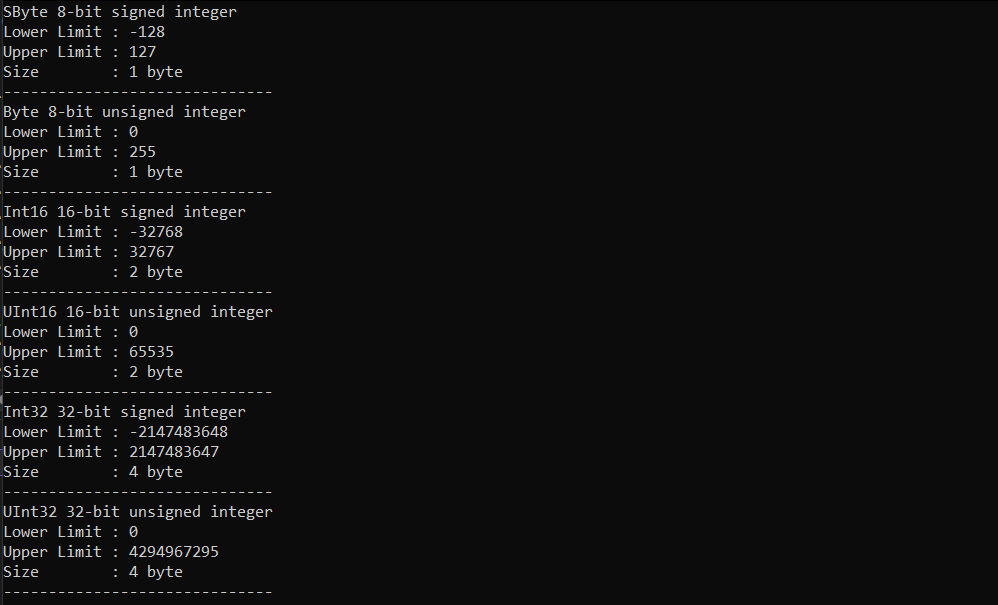 SByte 8-bit signed integer
Lower Limit : -128
Upper Limit : 127
Size        : 1 byte
------------------------------
Byte 8-bit unsigned integer
Lower Limit : 0
Upper Limit : 255
Size        : 1 byte
------------------------------
Int16 16-bit signed integer
Lower Limit : -32768
Upper Limit : 32767
Size        : 2 byte
------------------------------
UInt16 16-bit unsigned integer
Lower Limit : 0
Upper Limit : 65535
Size        : 2 byte
------------------------------
Int32 32-bit signed integer
Lower Limit : -2147483648
Upper Limit : 2147483647
Size        : 4 byte
------------------------------
UInt32 32-bit unsigned integer
Lower Limit : 0
Upper Limit : 4294967295
Size        : 4 byte
------------------------------